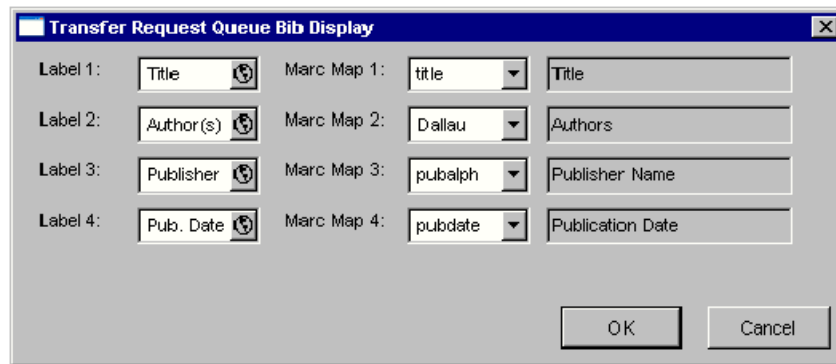 Transfer Request Queue Bib Display
Label 1: Title Marc Map 1: title Title
Label 2: Author(s) Marc Map 2: Dallau Authors
Label 3: Publisher Marc Map 3: pubalph Publisher Name
Label 4: Pub. Date Marc Map 4: pubdate Publication Date
OK Cancel